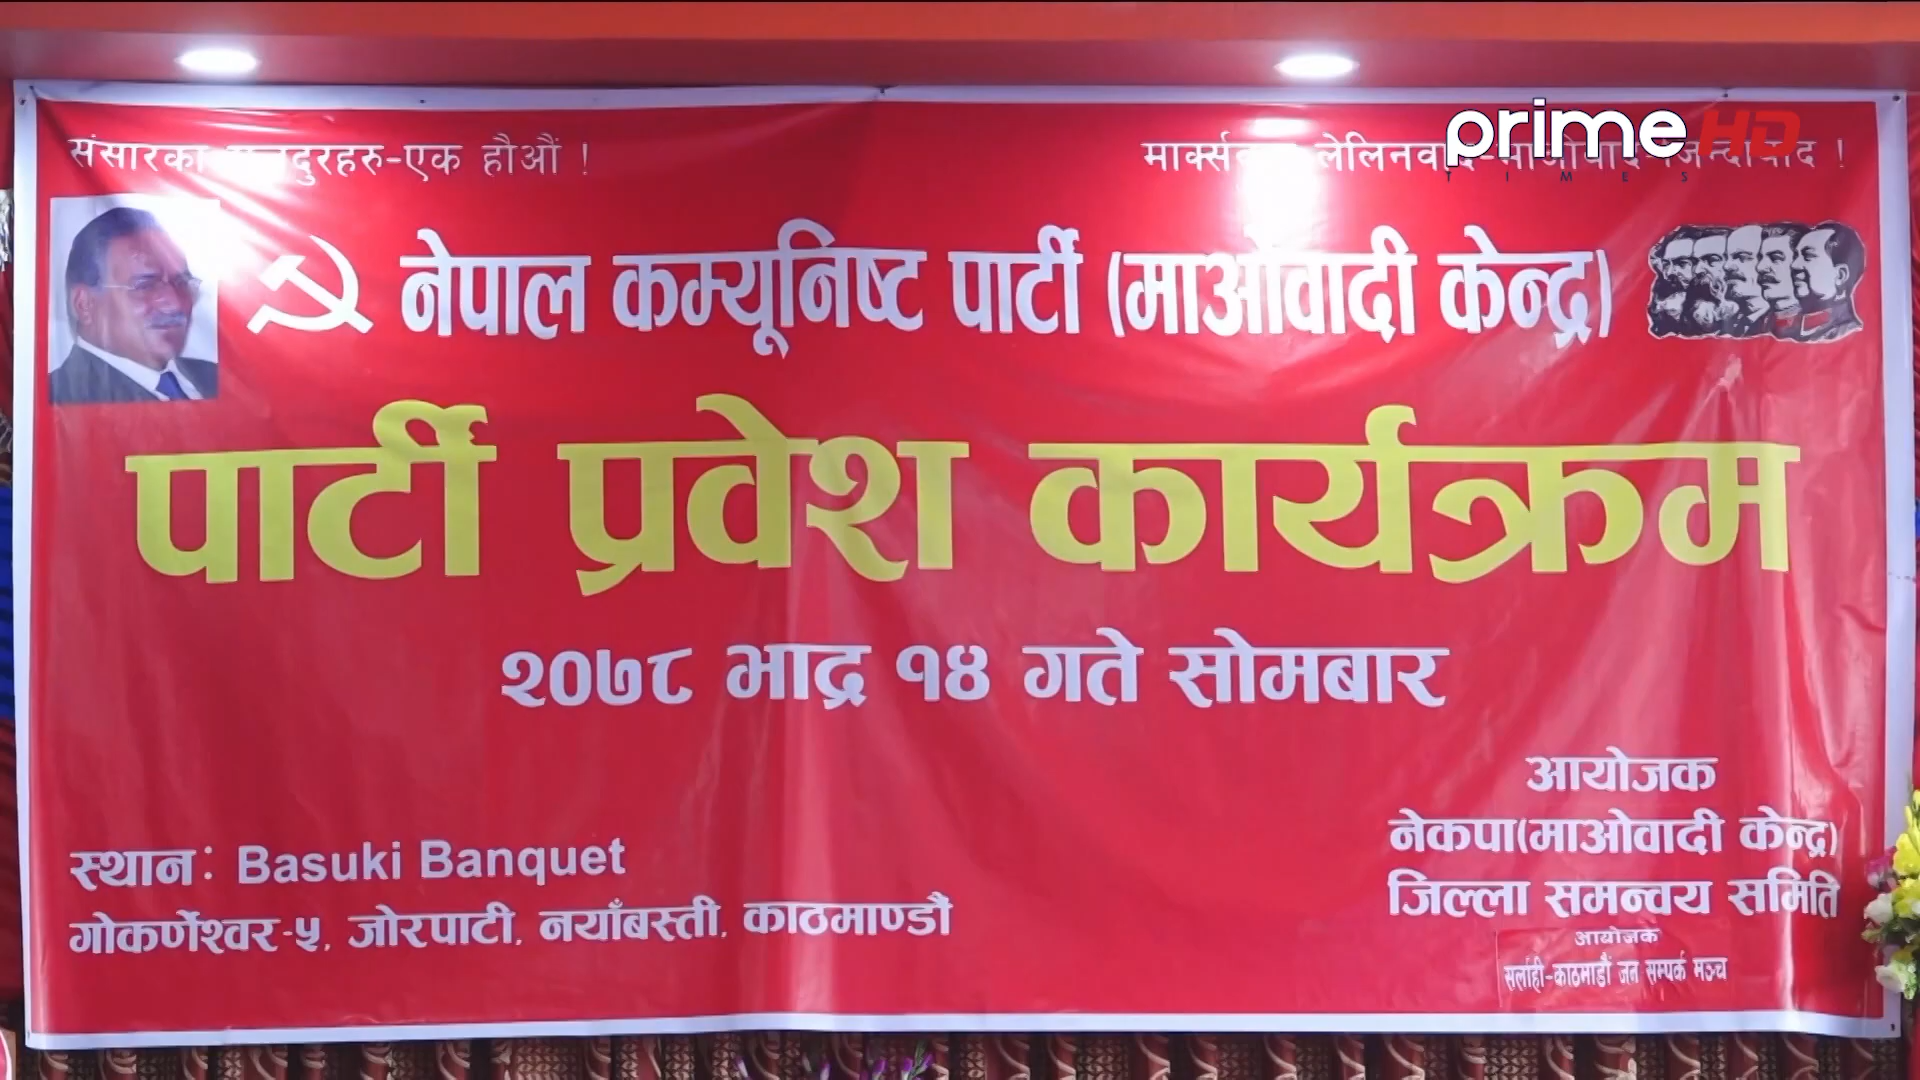 संसारका मजदुरहरु-एक हौऔं !
मार्क्सवाद लेलिनवाद-माओवाद-जिन्दावाद !
prime HD
TIMES
नेपाल कम्यूनिष्ट पार्टी (माओवादी केन्द्र)
पार्टी प्रवेश कार्यक्रम
२०७८ भाद्र १४ गते सोमबार
स्थान: Basuki Banquet
गोकर्णेश्वर-५, जोरपाटी, नयाँबस्ती, काठमाण्डौ
आयोजक
नेकपा(माओवादी केन्द्र)
जिल्ला समन्वय समिति
आयोजक
सर्लाही-काठमाडौं जन सम्पर्क मञ्च